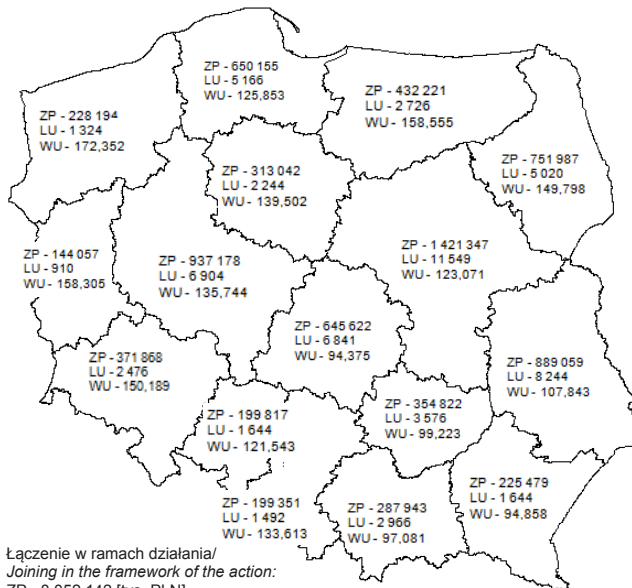 ZP - 650 155
LU - 5 166
WU - 125,853
ZP - 432 221
LU - 2 726
WU - 158,555
ZP - 228 194
LU - 1 324
WU - 172,352
ZP - 751 987
LU - 5 020
WU - 149,798
ZP - 313 042
LU - 2 244
WU - 139,502
ZP - 144 057
LU - 910
WU - 158,305
ZP - 937 178
LU - 6 904
WU - 135,744
ZP - 1 421 347
LU - 11 549
WU - 123,071
ZP - 645 622
LU - 6 841
WU - 94,375
ZP - 371 868
LU - 2 476
WU - 150,189
ZP - 889 059
LU - 8 244
WU - 107,843
ZP - 199 817
LU - 1 644
WU - 121,543
ZP - 354 822
LU - 3 576
WU - 99,223
ZP - 199 351
LU - 1 492
WU - 133,613
ZP - 287 943
LU - 2 966
WU - 97,081
ZP - 225 479
LU - 1 644
WU - 94,858
Łączenie w ramach działania/
Joining in the framework of the action: